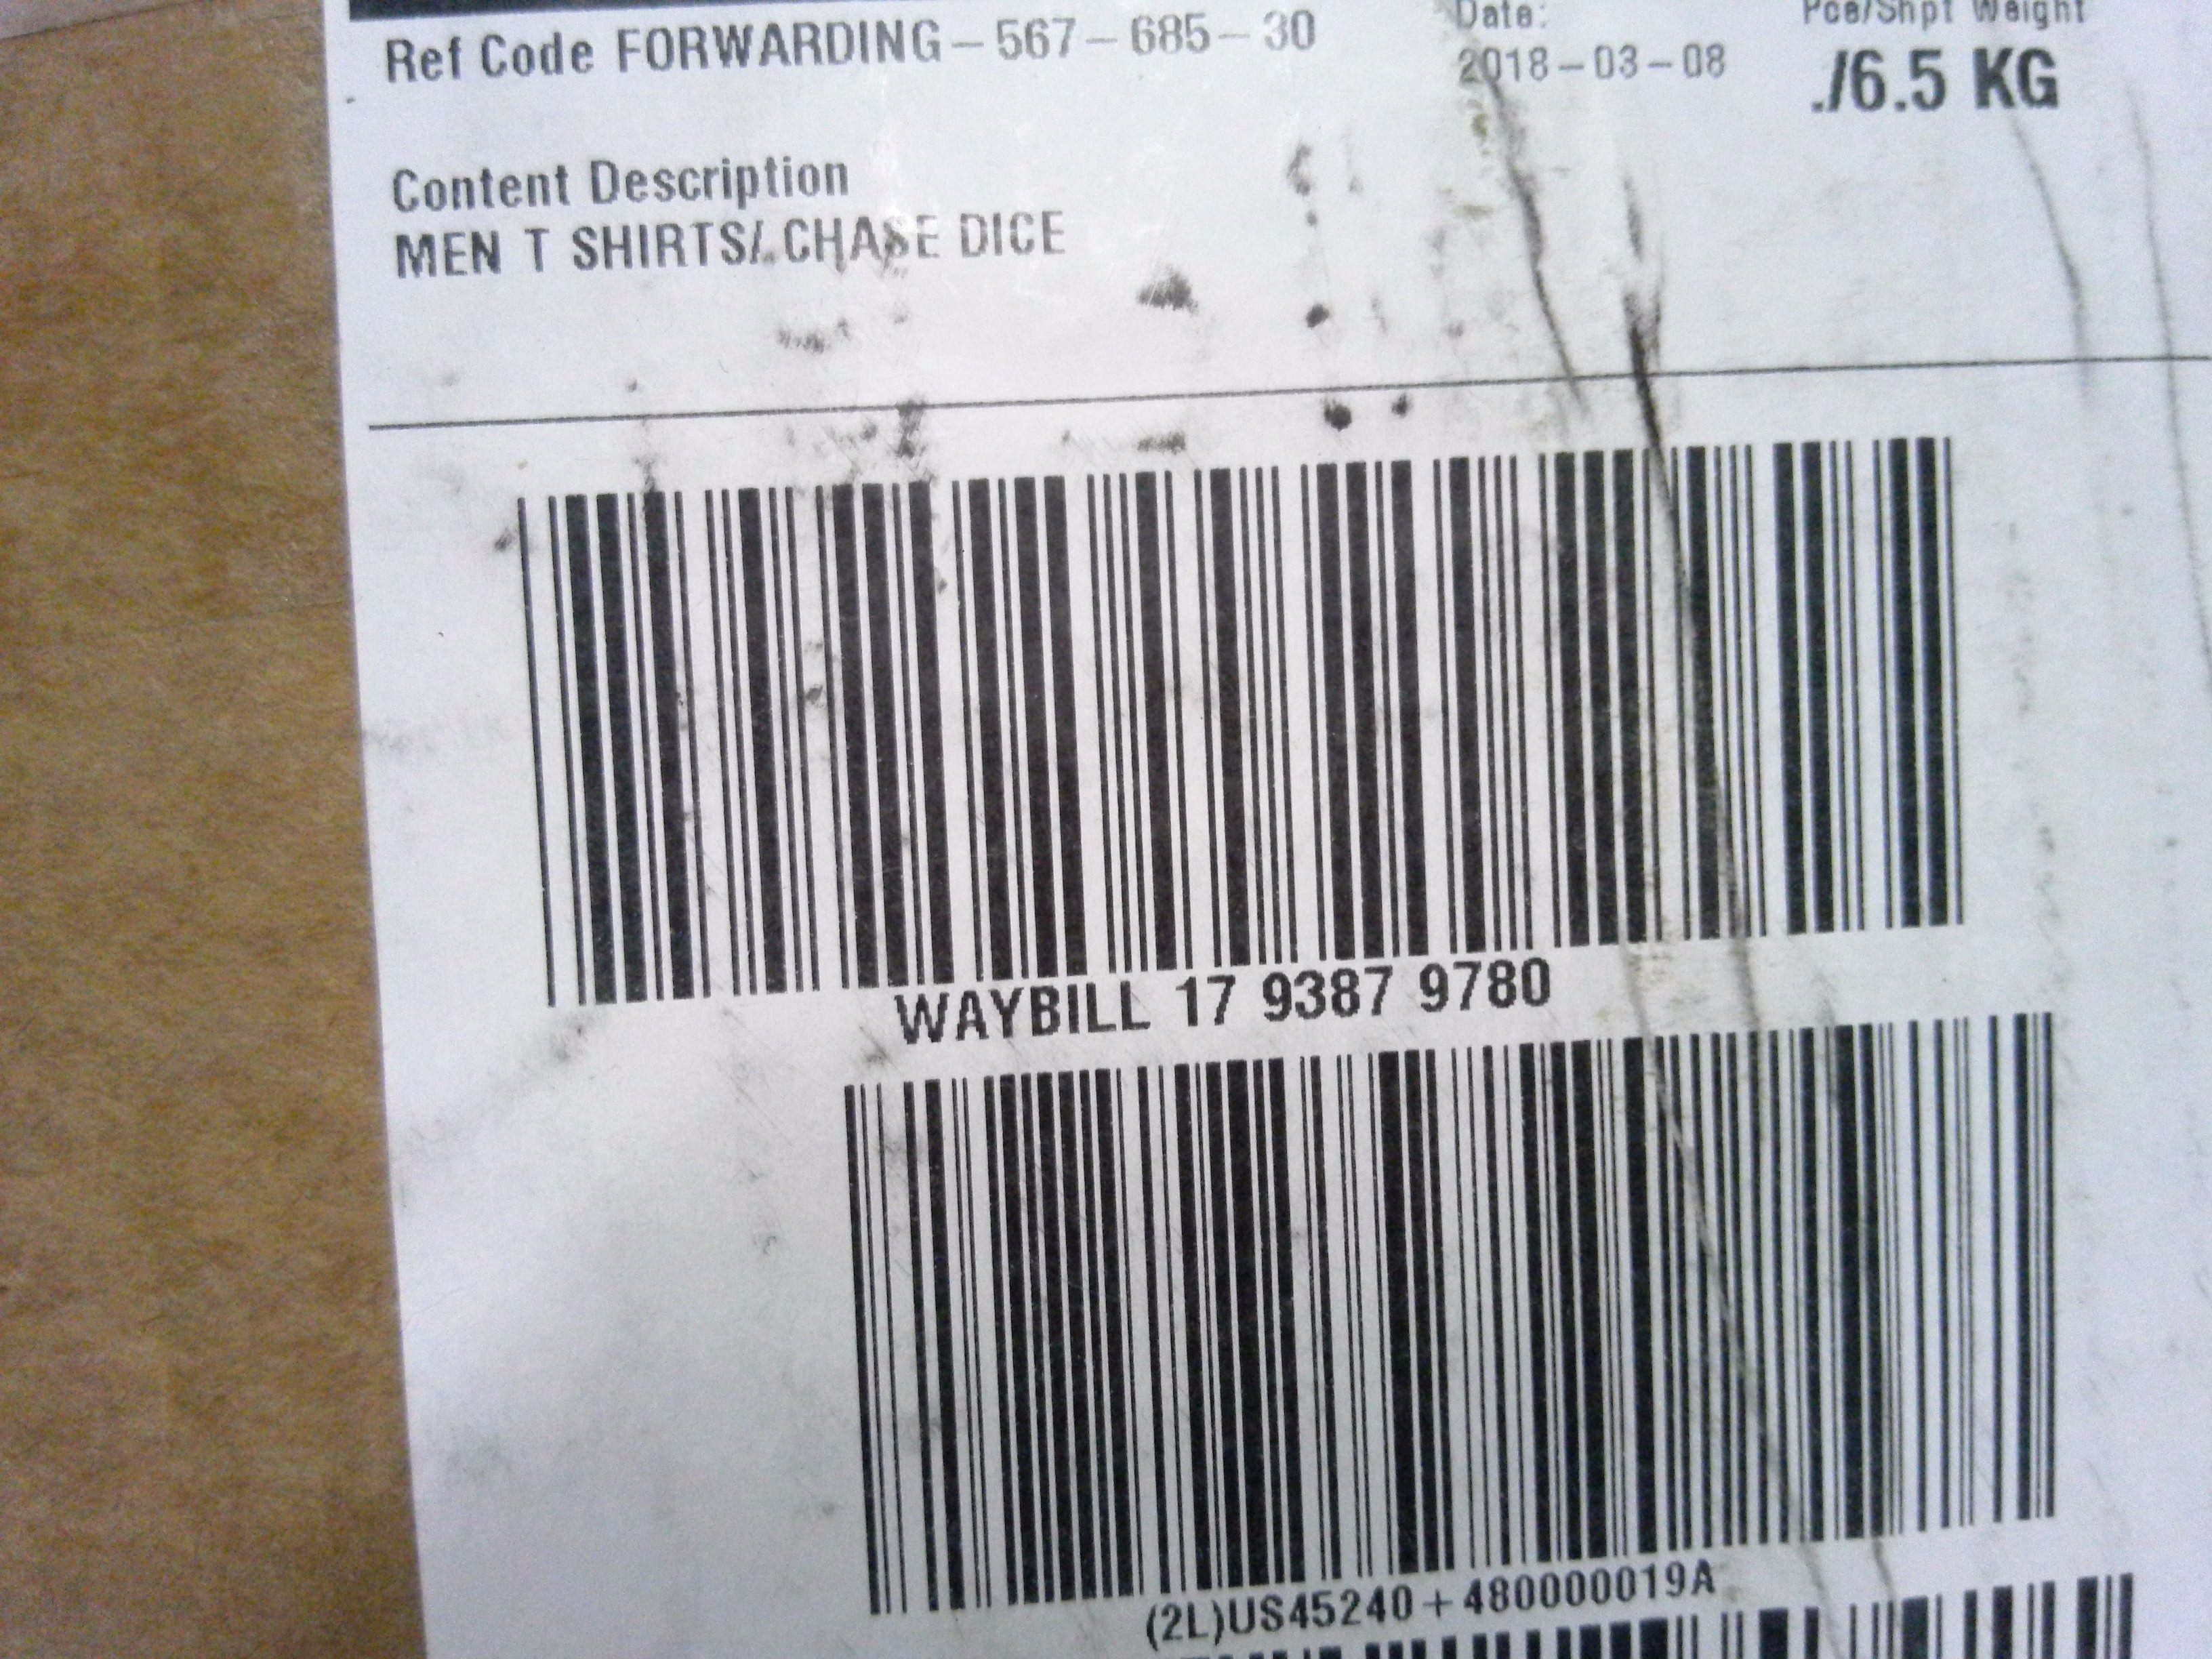 Ref Code FORWARDING-567-685-30
Date:
2018-03-08
Pce/Shpt Weight
./6.5 KG
Content Description
MEN T SHIRTS/. CHASE DICE
WAYBILL 17 9387 9780
(2L)US45240+480000019A